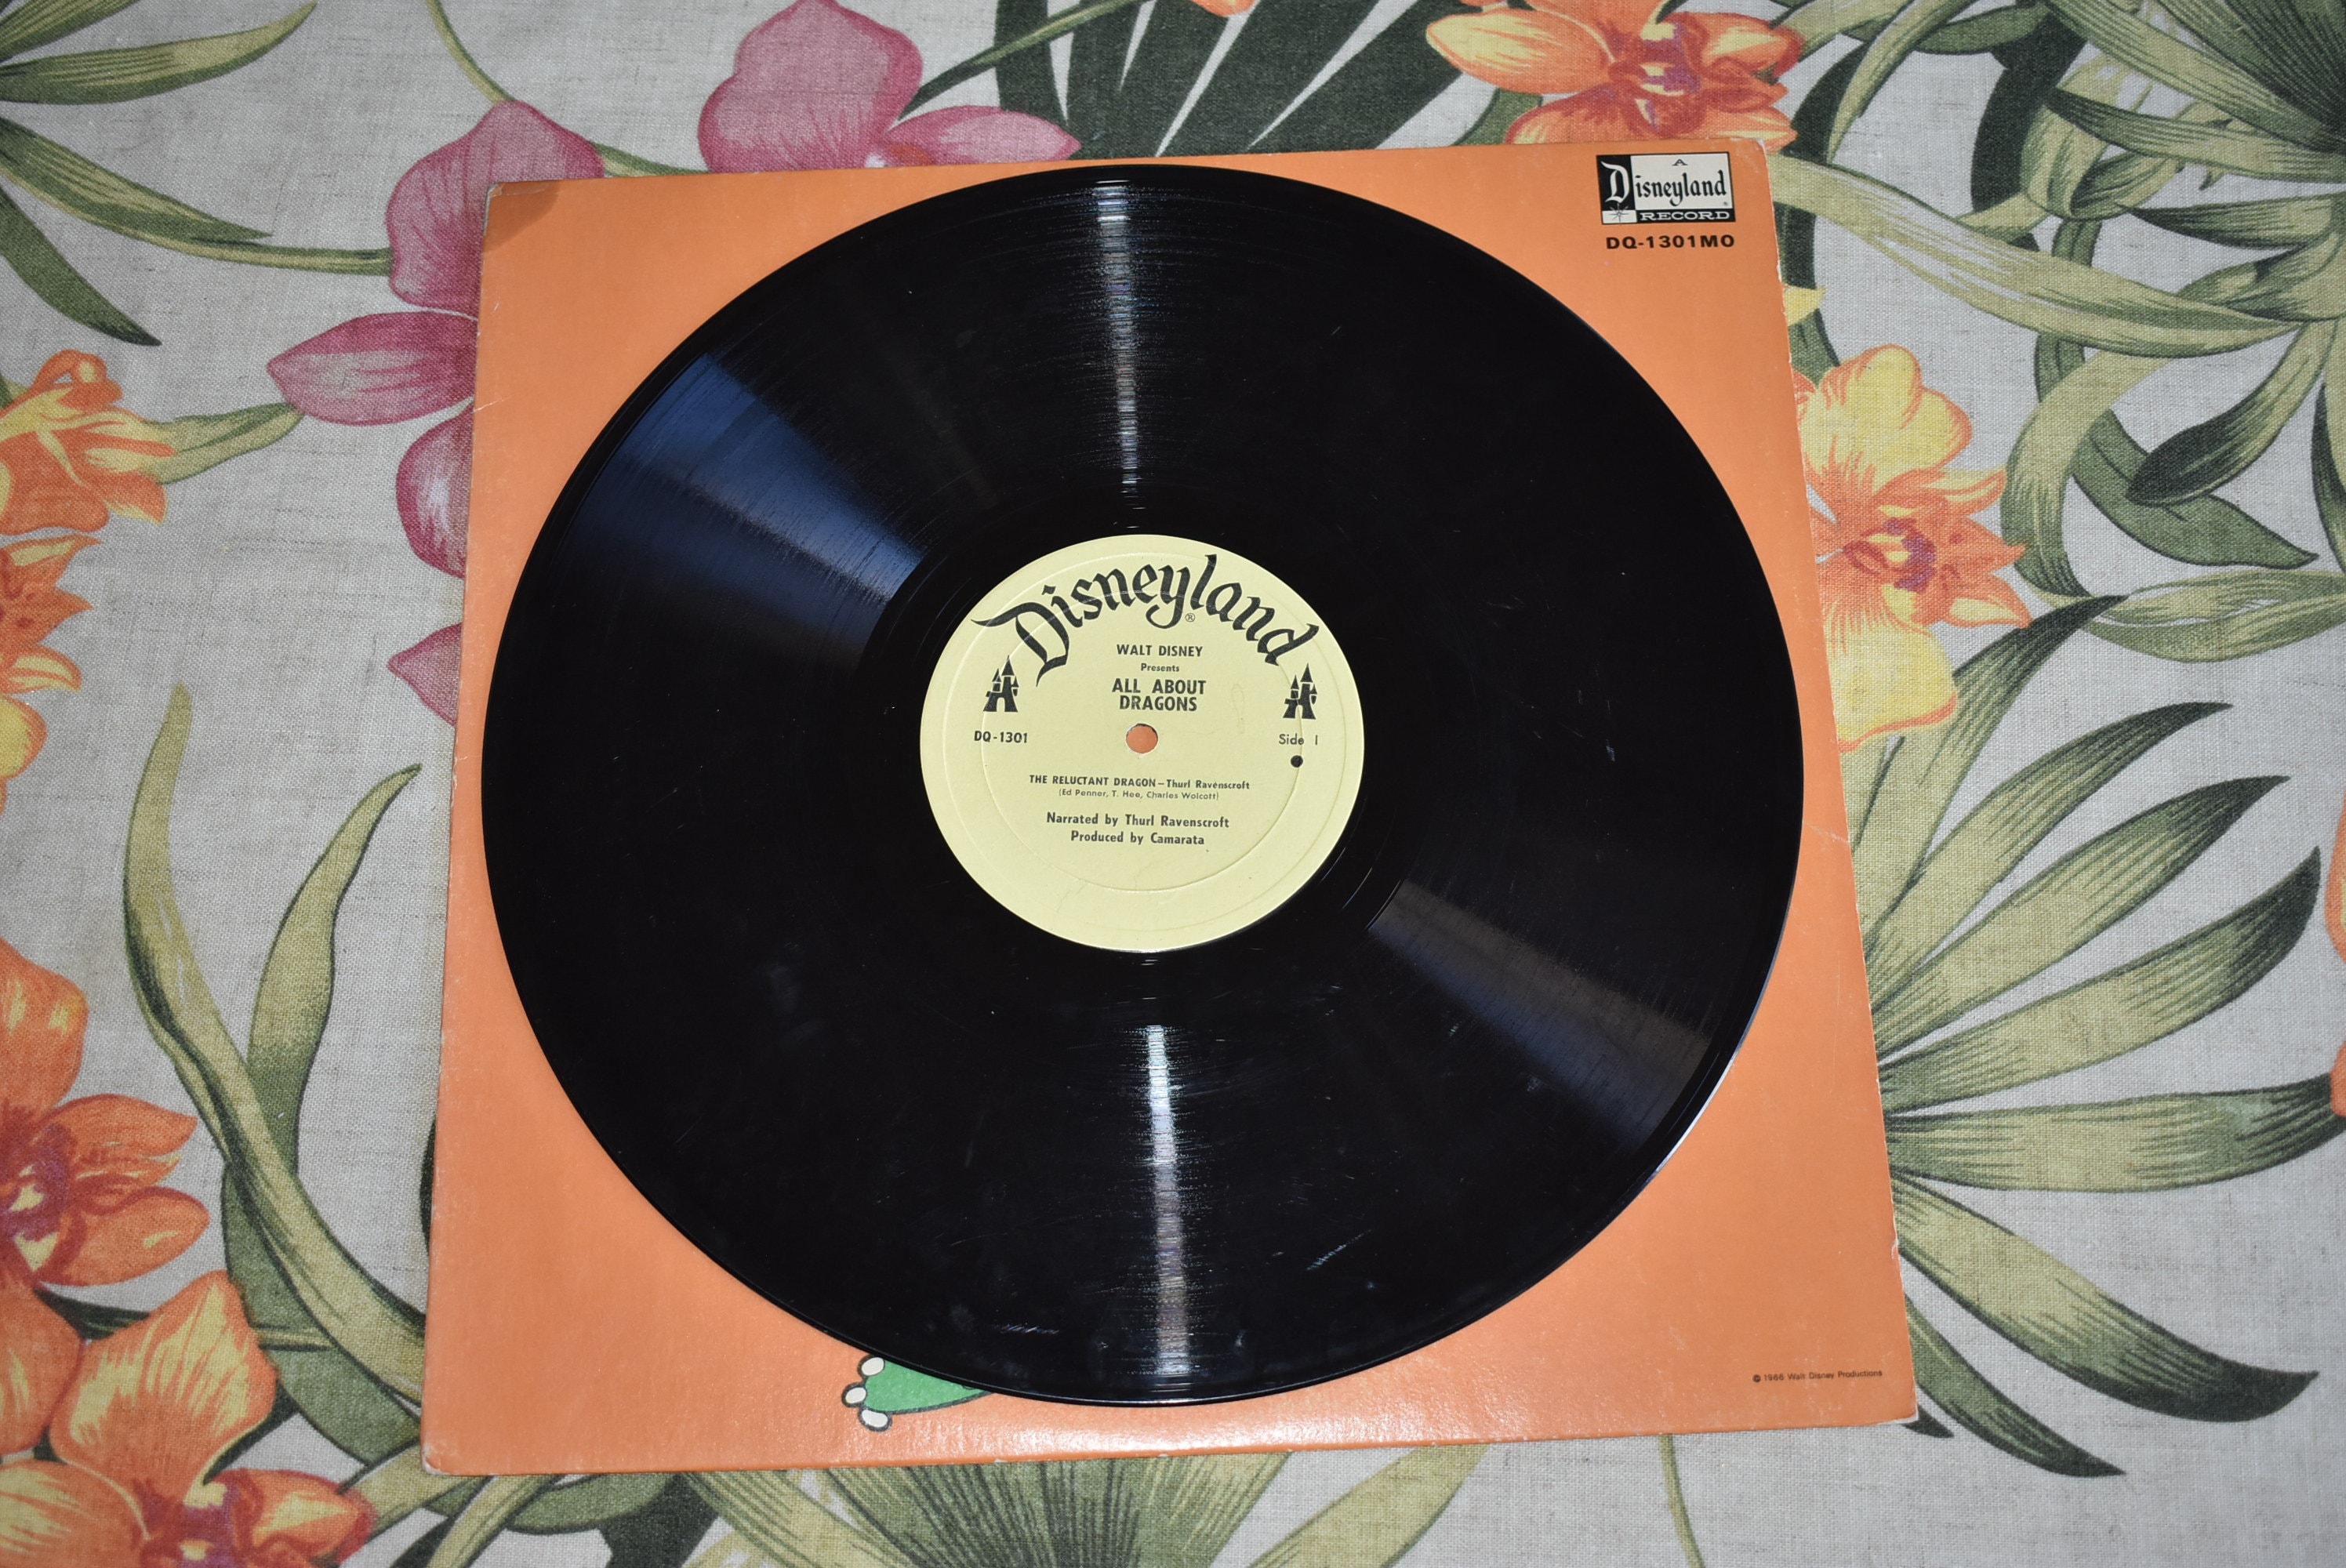 A
Disneyland®
RECORD
DQ-1301MO
Disneyland
®
WALT DISNEY
Presents
ALL ABOUT
DRAGONS
DQ-1301
Side 1
THE RELUCTANT DRAGON—Thurl Ravenscroft
(Ed Penner, T. Hee, Charles Wolcott)
Narrated by Thurl Ravenscroft
Produced by Camarata
© 1966 Walt Disney Productions